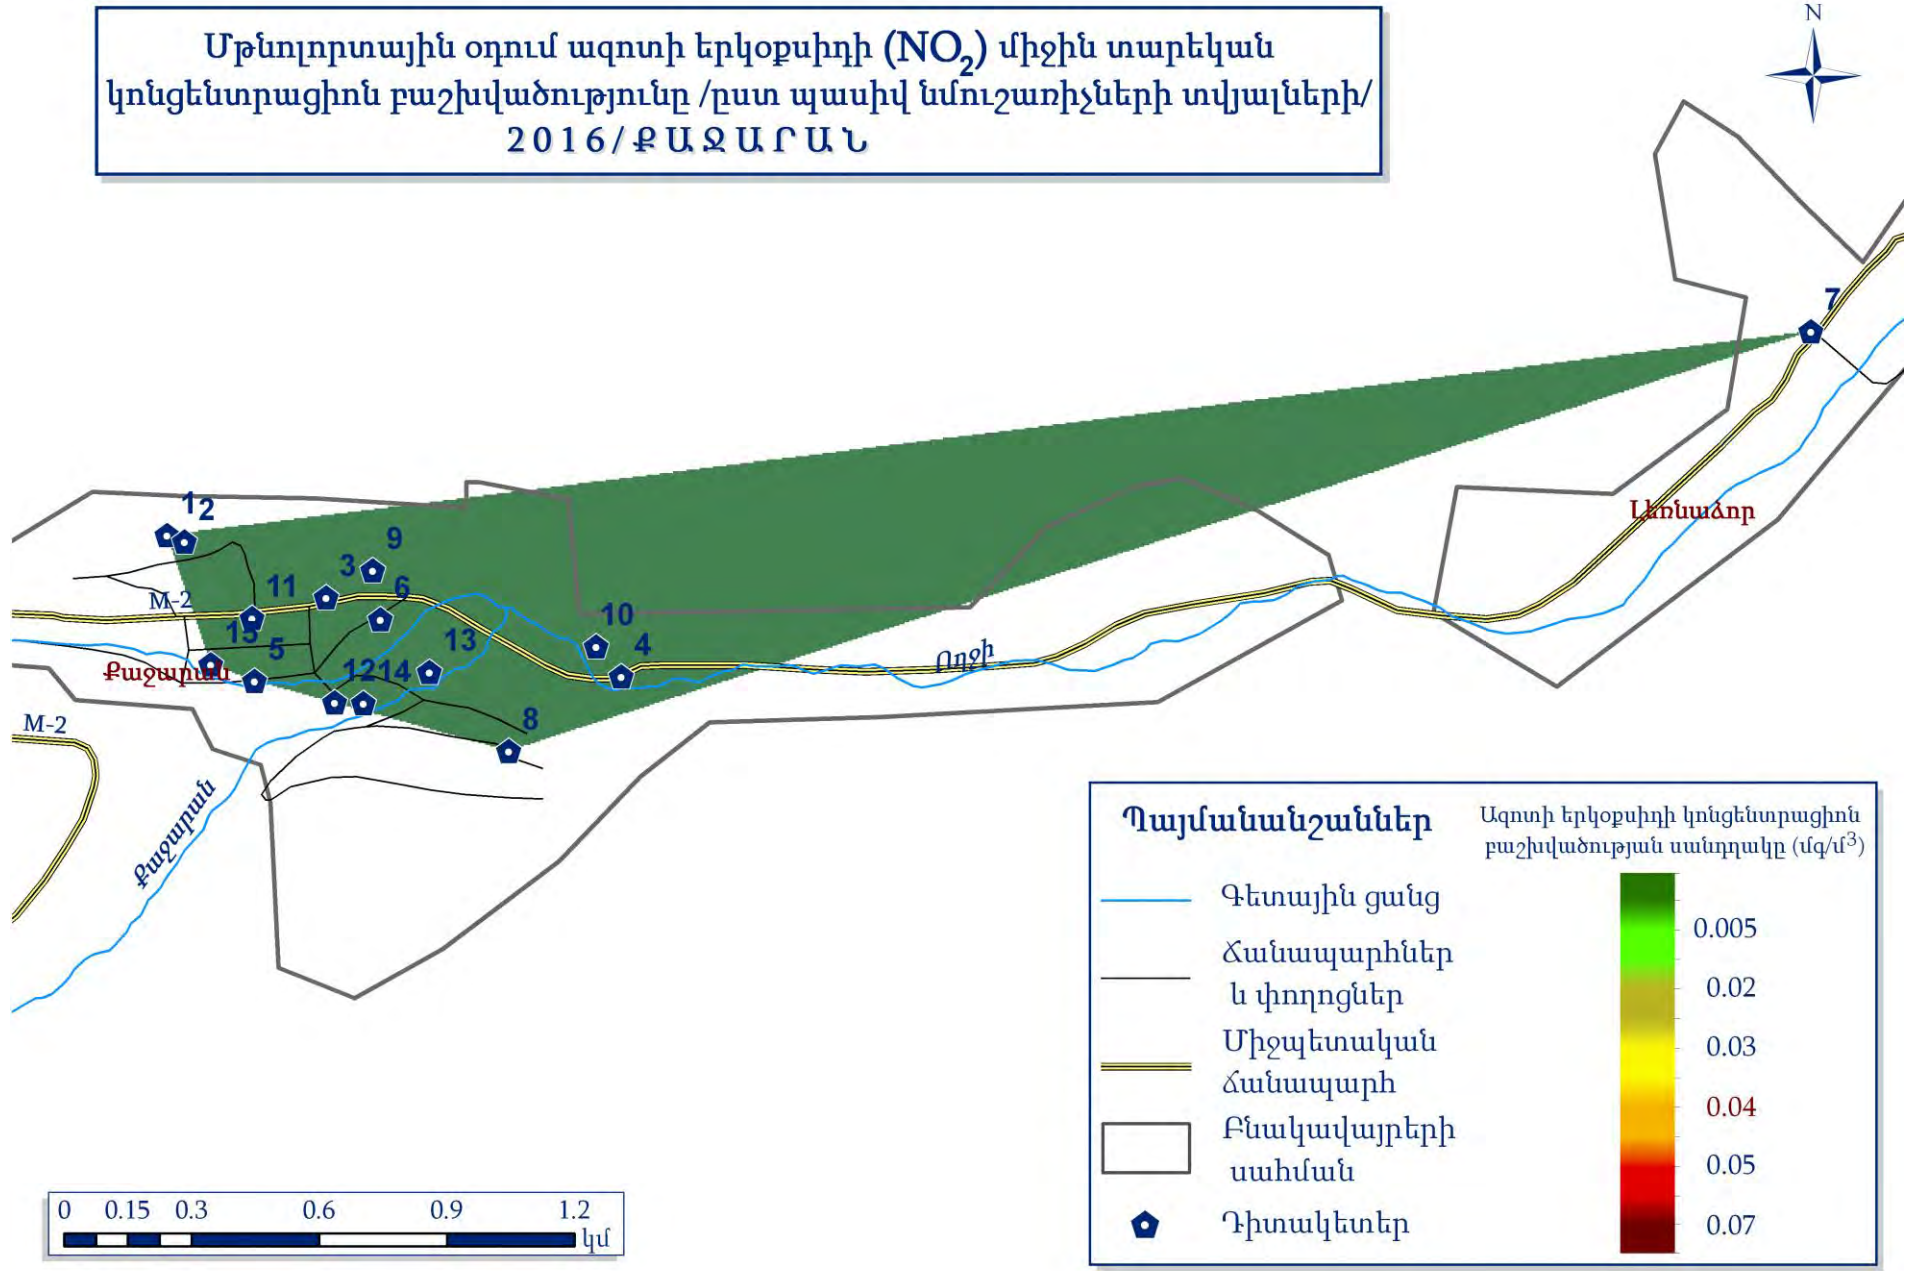 Մթնոլորտային օդում ազոտի երկօքսիդի (NO₂) միջին տարեկան
կոնցենտրացիոն բաշխվածությունը /ըստ պասիվ նմուշառիչների տվյալների/
2016/ՔԱՋԱՐԱՆ
N
7
1 2
9
3
11
6
M-2
10
15
13
4
5
Քաջարան
12 14
Ողջի
Լեռնաձոր
8
M-2
Քաջարան
Պայմանանշաններ
Գետային ցանց
Ճանապարհներ
և փողոցներ
Միջպետական
ճանապարհ
Բնակավայրերի
սահման
Դիտակետեր
Ազոտի երկօքսիդի կոնցենտրացիոն
բաշխվածության սանդղակը (մգ/մ³)
0.005
0.02
0.03
0.04
0.05
0.07
0 0.15 0.3 0.6 0.9 1.2
կմ